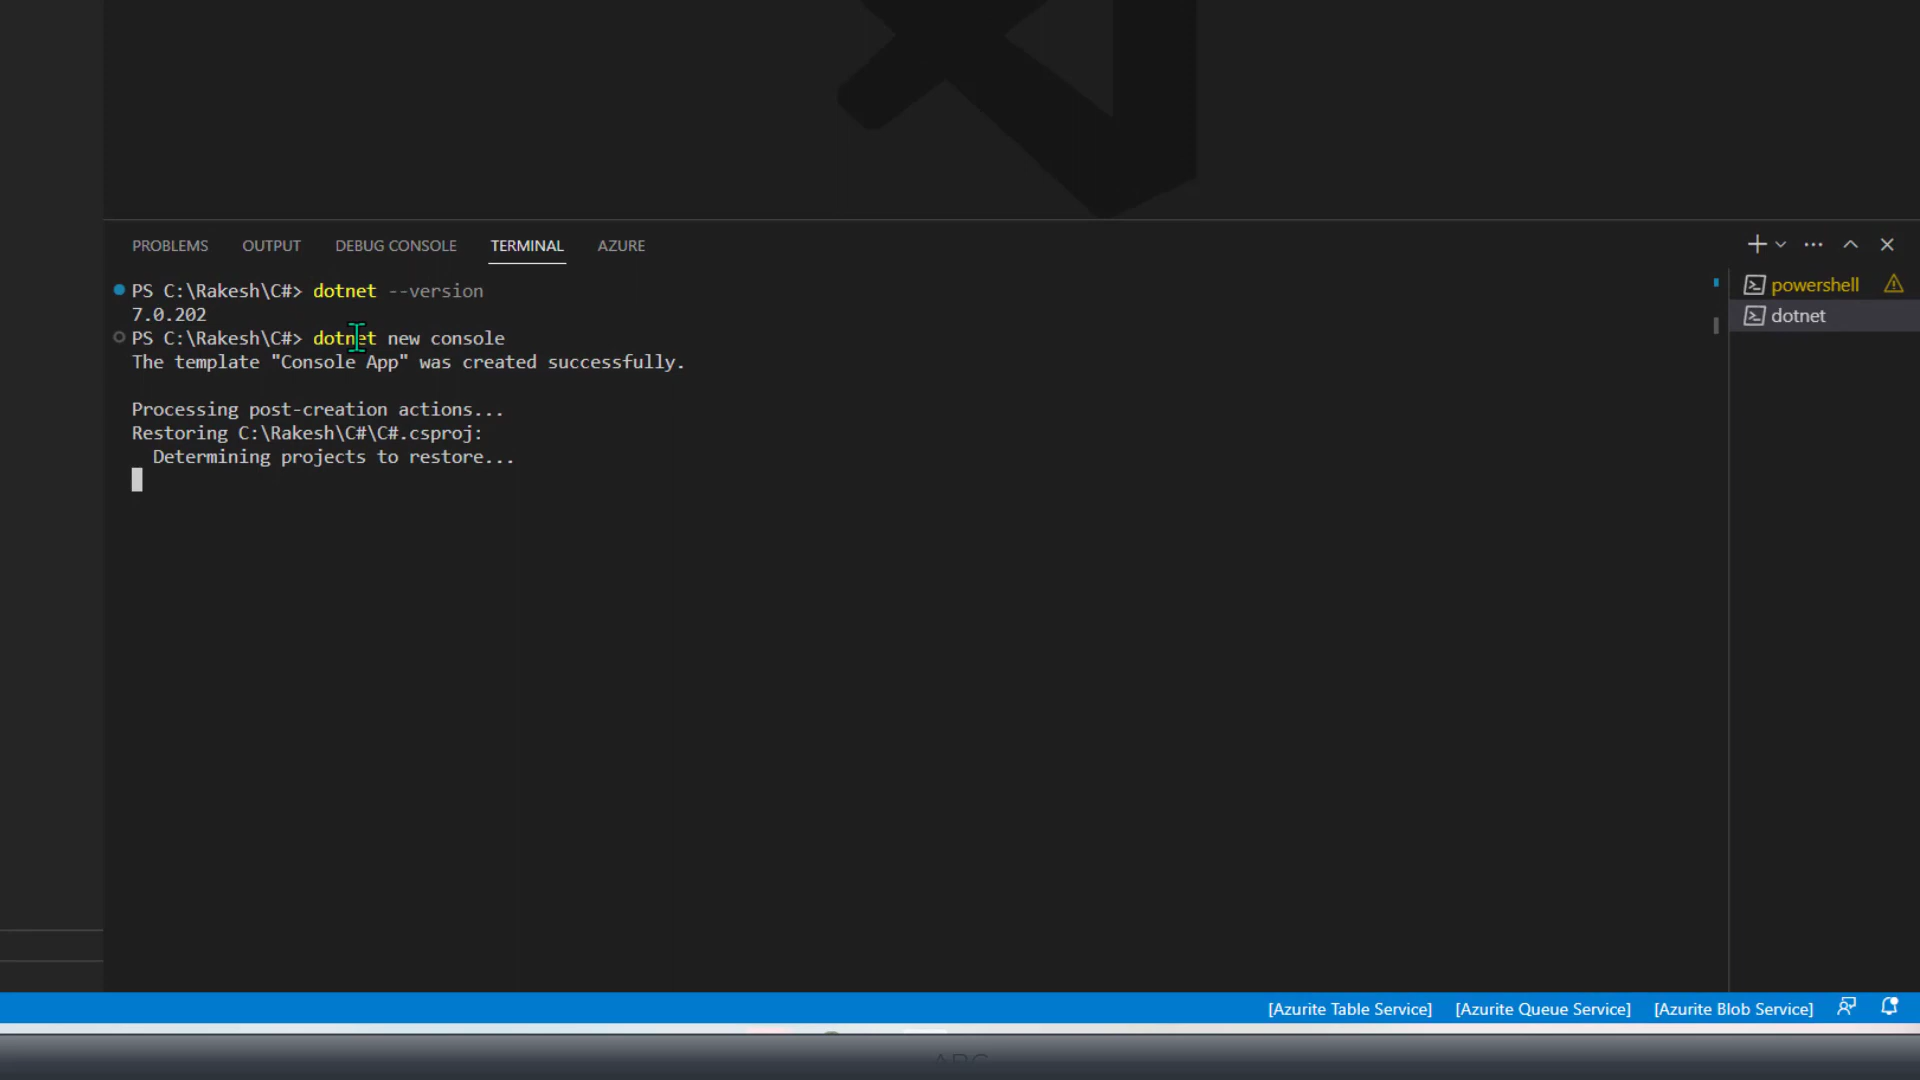 PROBLEMS OUTPUT DEBUG CONSOLE TERMINAL AZURE
PS C:\Rakesh\C#> dotnet --version
7.0.202
PS C:\Rakesh\C#> dotnet new console
The template "Console App" was created successfully.
Processing post-creation actions...
Restoring C:\Rakesh\C#\C#.csproj:
Determining projects to restore...
powershell
dotnet
[Azurite Table Service] [Azurite Queue Service] [Azurite Blob Service]